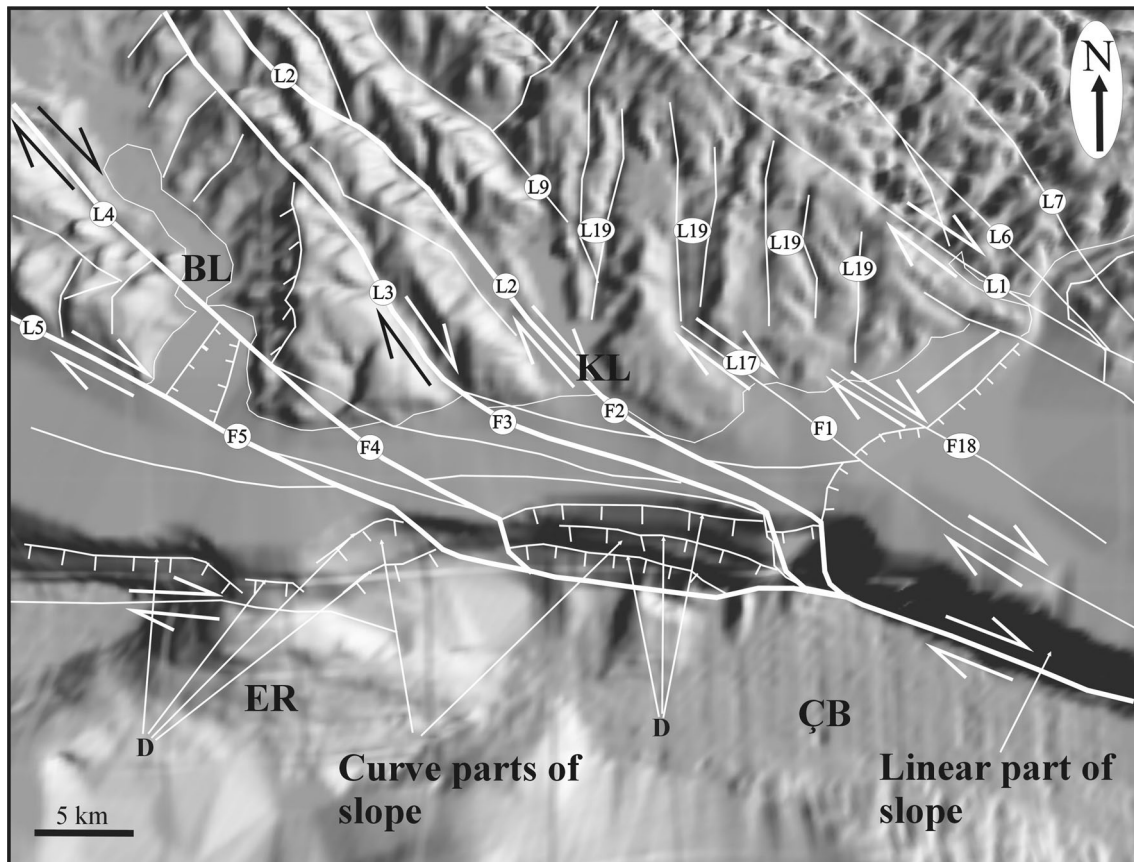 N
L2
L9
L7
L4
L19
L19
L19
L6
L19
BL
L3
L2
L1
L5
KL
L17
F5
F4
F3
F2
F1
F18
ER
ÇB
D
D
Curve parts of
slope
Linear part of
slope
5 km